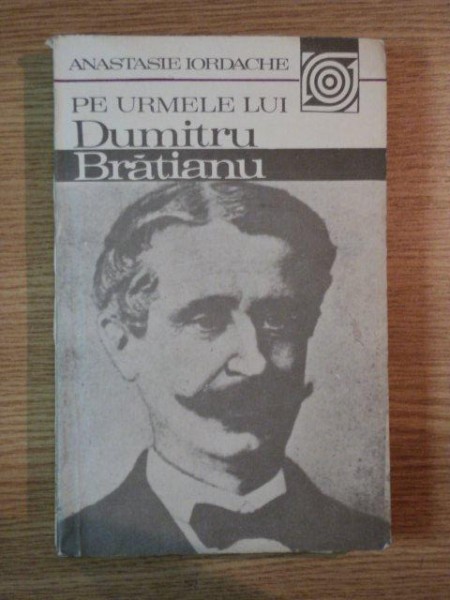 ANASTASIE IORDACHE
PE URMELE LUI
Dumitru
Brătianu